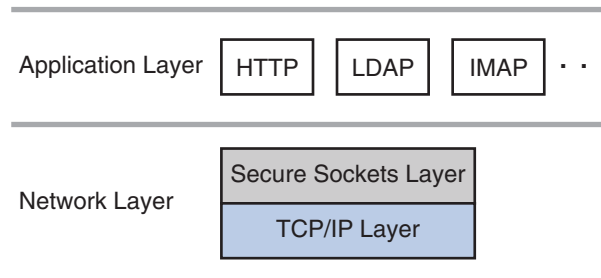 Application Layer HTTP LDAP IMAP . .
Secure Sockets Layer
Network Layer
TCP/IP Layer